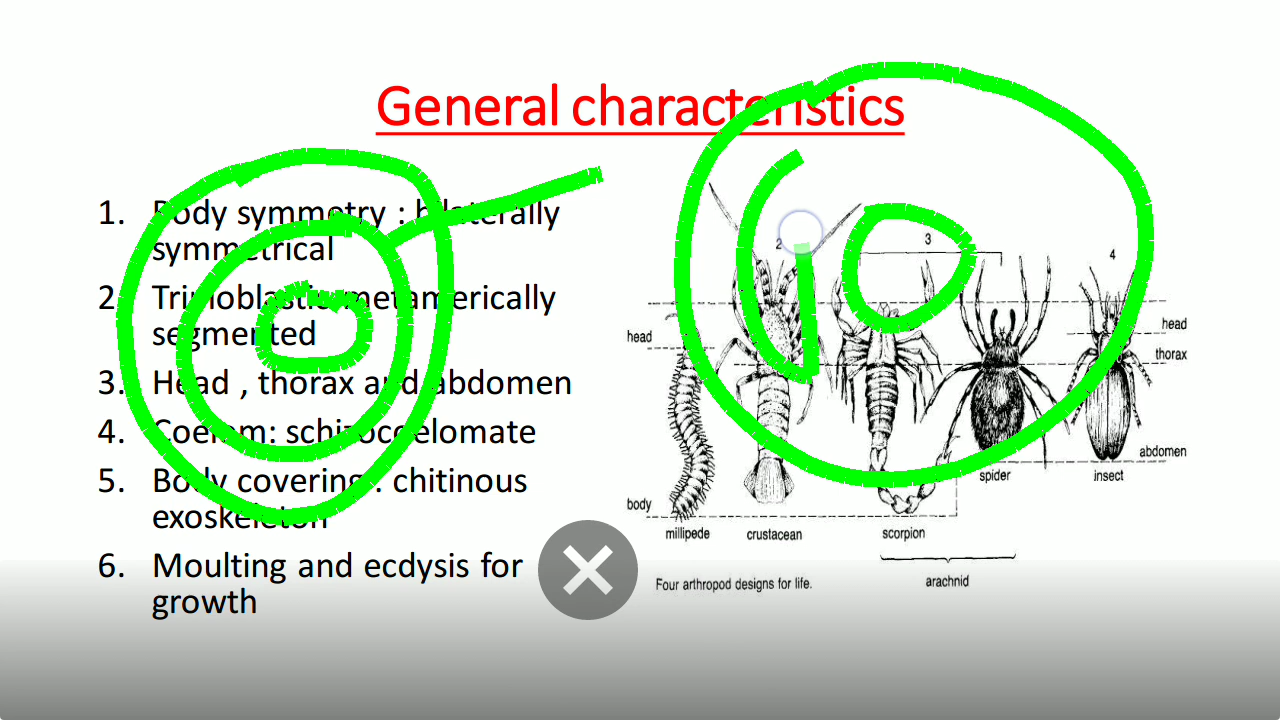 General characteristics
1. Body symmetry : bilaterally
symmetrical
2. Triploblastic metamerically
segmented
3. Head , thorax and abdomen
4. Coelom: schizocoelomate
5. Body covering : chitinous
exoskeleton
6. Moulting and ecdysis for
growth
2
3
4
head
head
thorax
abdomen
body
spider
insect
millipede
crustacean
scorpion
arachnid
Four arthropod designs for life.